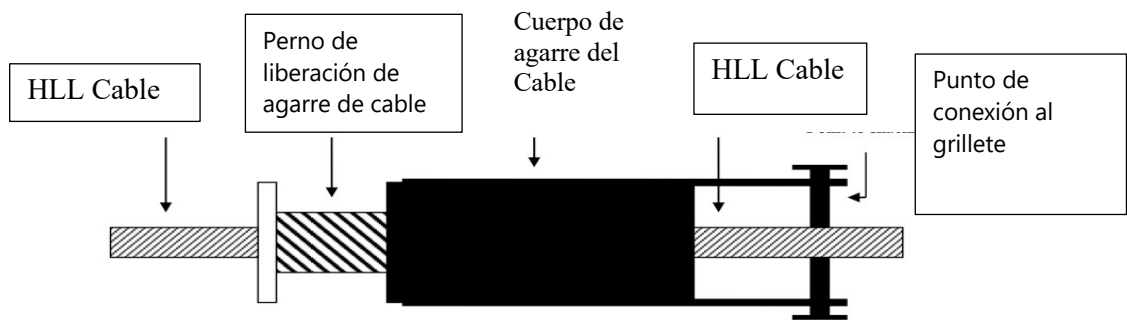 HLL Cable
Perno de
liberación de
agarre de cable
Cuerpo de
agarre del
Cable
HLL Cable
Punto de
conexión al
grillete